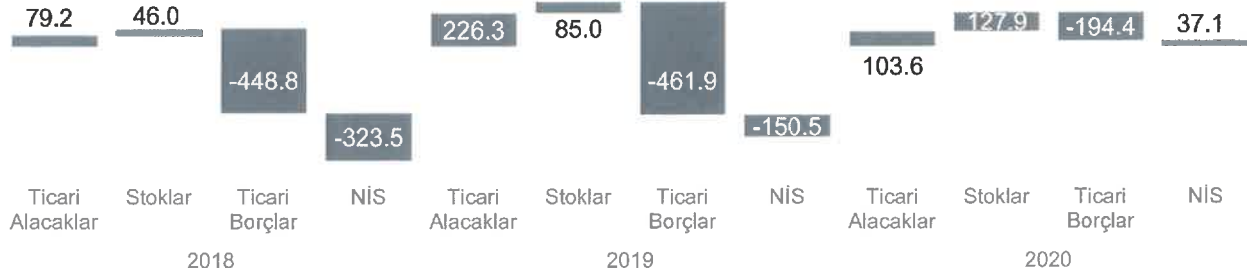 79.2 46.0 -448.8 -323.5 226.3 85.0 -461.9 -150.5 103.6 127.9 -194.4 37.1
Ticari Alacaklar Stoklar Ticari Borçlar NİS Ticari Alacaklar Stoklar Ticari Borçlar NİS Ticari Alacaklar Stoklar Ticari Borçlar NİS
2018 2019 2020